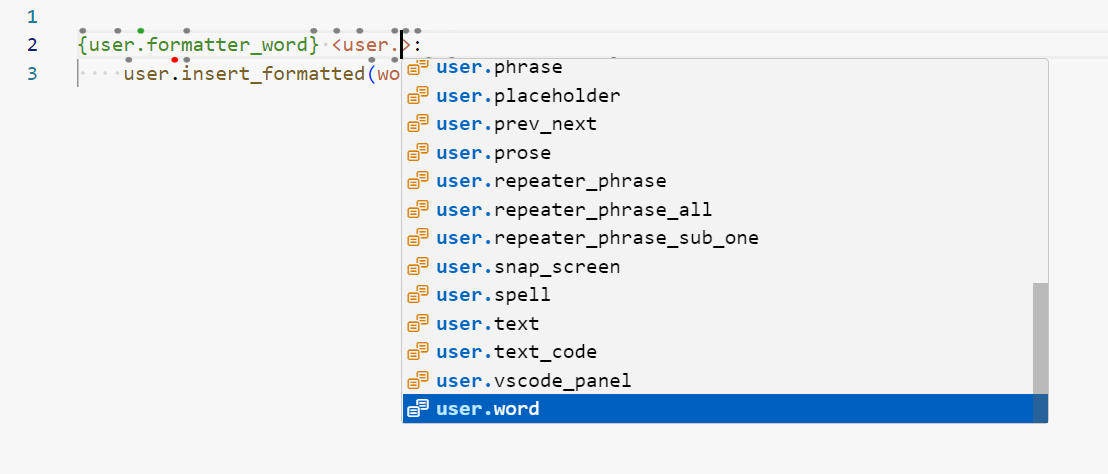 1
2 {user.formatter_word} <user.>:
3 user.insert_formatted(wo
user.phrase
user.placeholder
user.prev_next
user.prose
user.repeater_phrase
user.repeater_phrase_all
user.repeater_phrase_sub_one
user.snap_screen
user.spell
user.text
user.text_code
user.vscode_panel
user.word